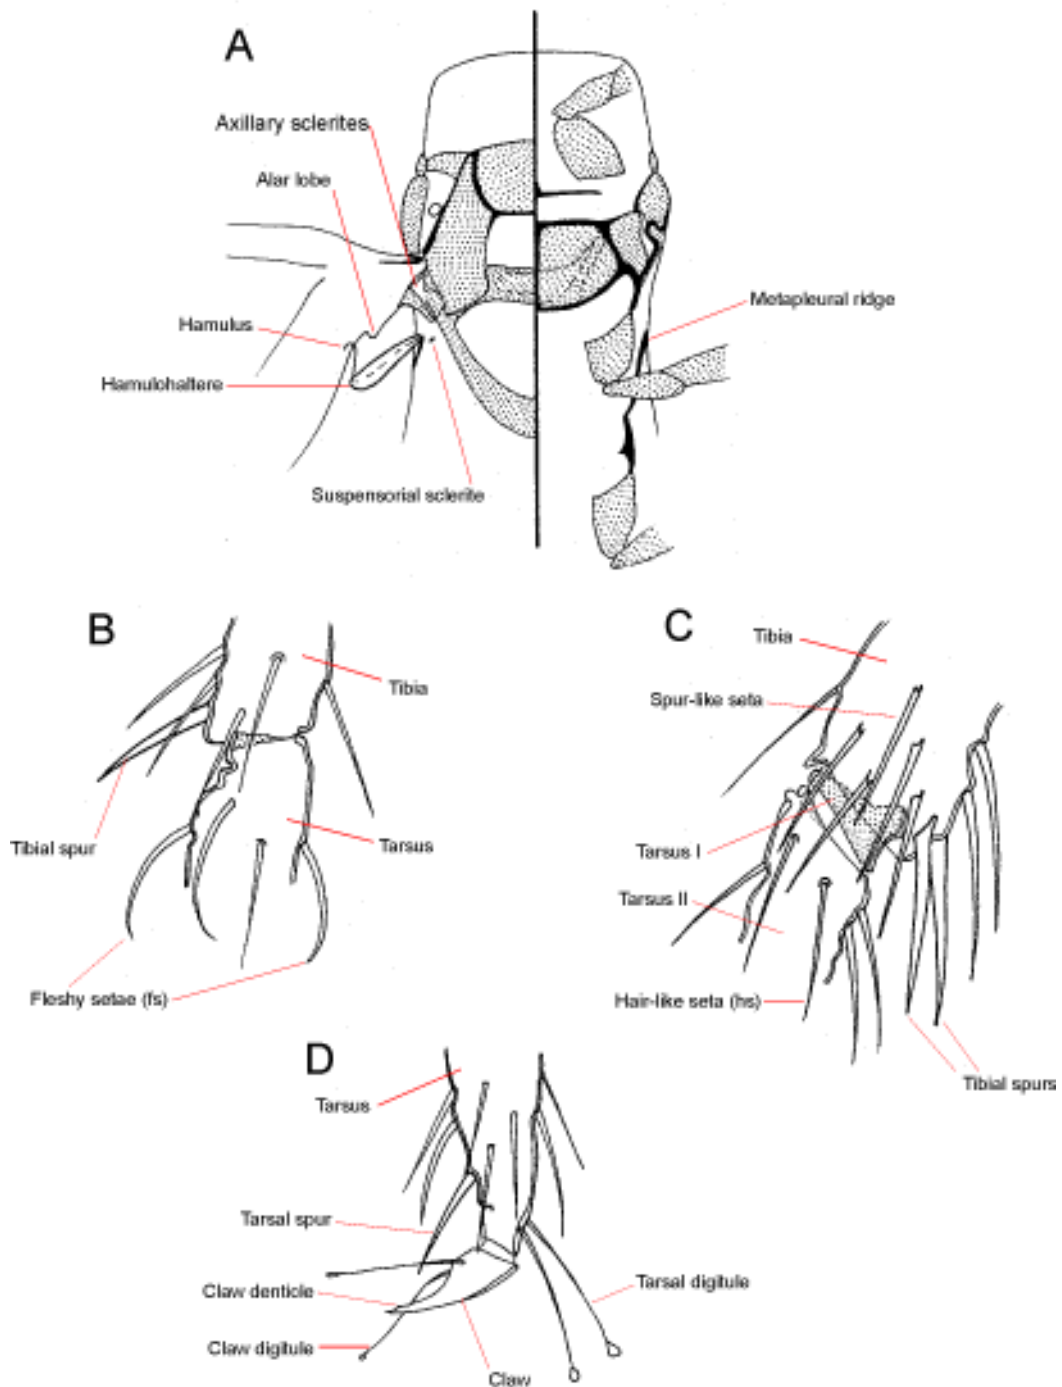 A
Axillary sclerites
Alar lobe
Metapleural ridge
Hamulus
Hamulohaltere
Suspensorial sclerite
B
Tibia
Tibial spur
Tarsus
Fleshy setae (fs)
C
Tibia
Spur-like seta
Tarsus I
Tarsus II
Hair-like seta (hs)
Tibial spurs
D
Tarsus
Tarsal spur
Tarsal digitule
Claw denticle
Claw digitule
Claw